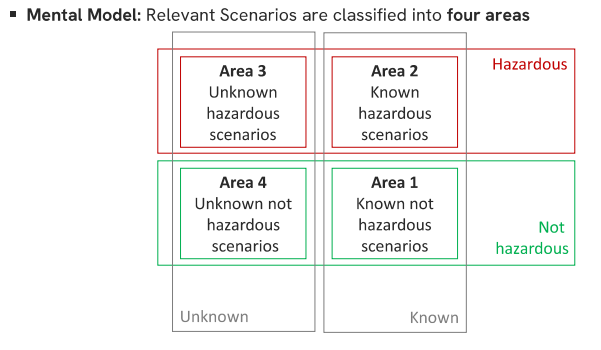 ▪ Mental Model: Relevant Scenarios are classified into four areas
Hazardous
Area 3
Unknown
hazardous
scenarios
Area 2
Known
hazardous
scenarios
Area 4
Unknown not
hazardous
scenarios
Area 1
Known not
hazardous
scenarios
Not
hazardous
Unknown
Known